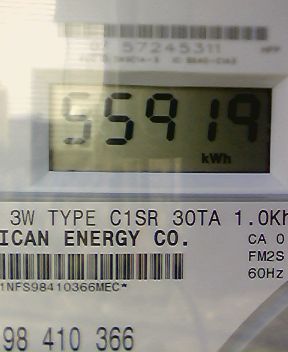 07 57245311
55919
kWh
3W TYPE C1SR 30TA 1.0Kh
ICAN ENERGY CO.
CA 0
FM2S
60Hz
1NFS98410366MEC*
98 410 366